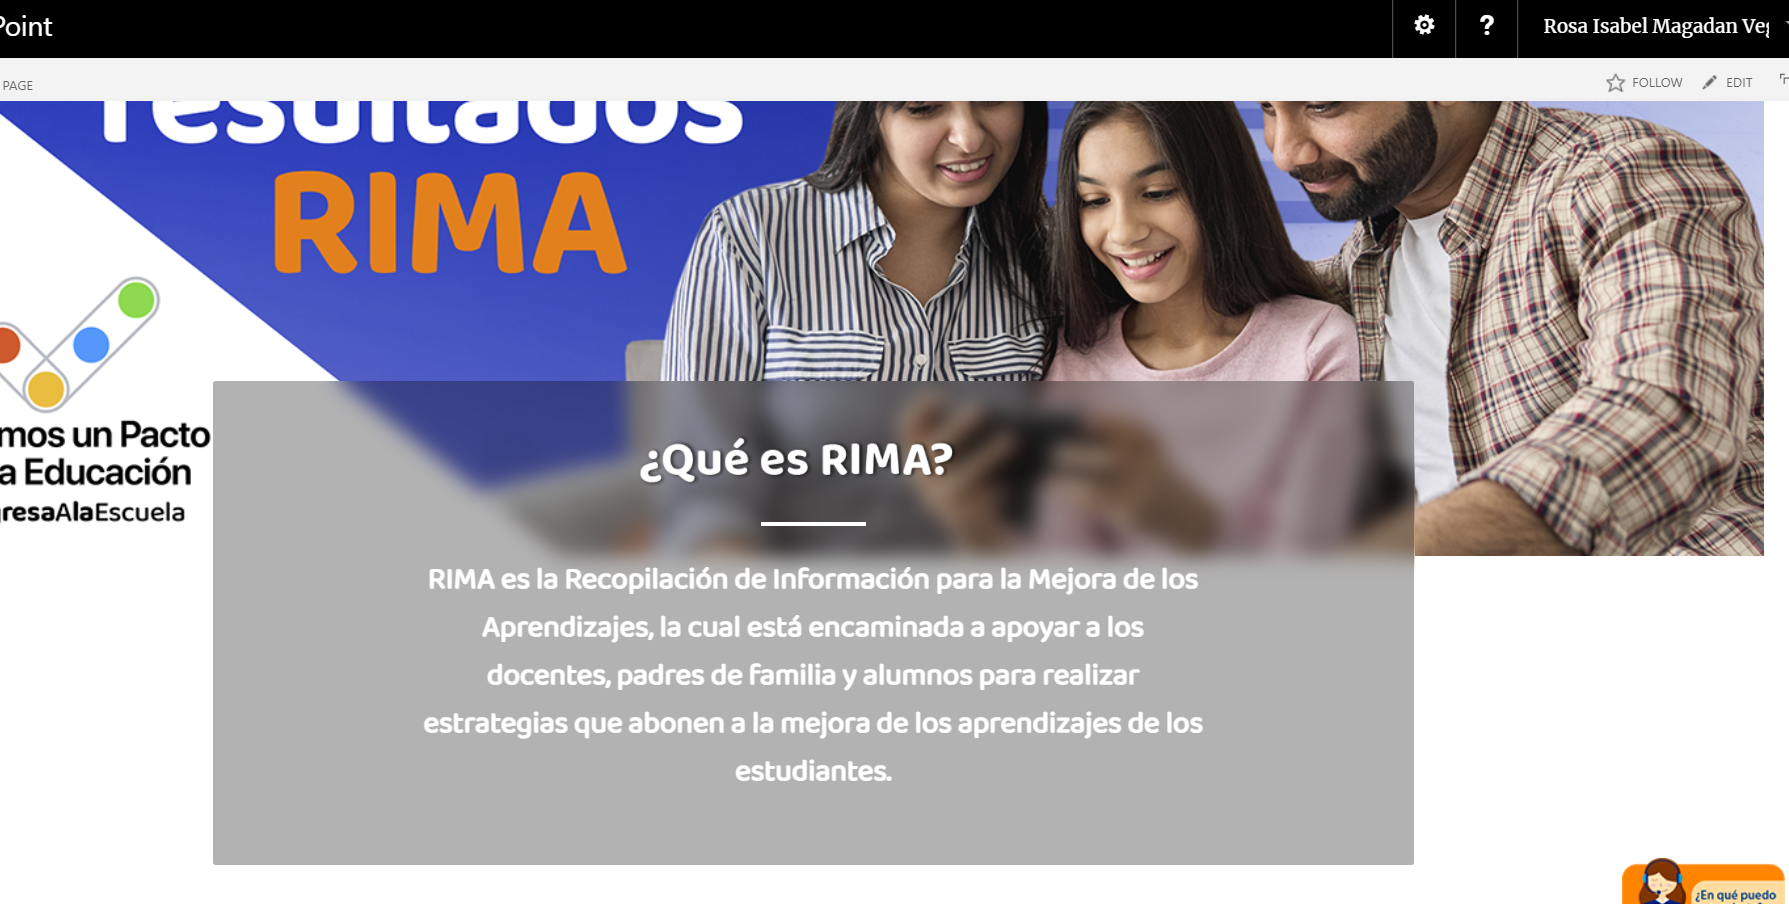 Point
Rosa Isabel Magadan
PAGE
FOLLOW
EDIT
resultados
RIMA
mos un Pacto
a Educación
resaAlaEscuela
¿Qué es RIMA?
RIMA es la Recopilación de Información para la Mejora de los
Aprendizajes, la cual está encaminada a apoyar a los
docentes, padres de familia y alumnos para realizar
estrategias que abonen a la mejora de los aprendizajes de los
estudiantes.
¿En qué puedo